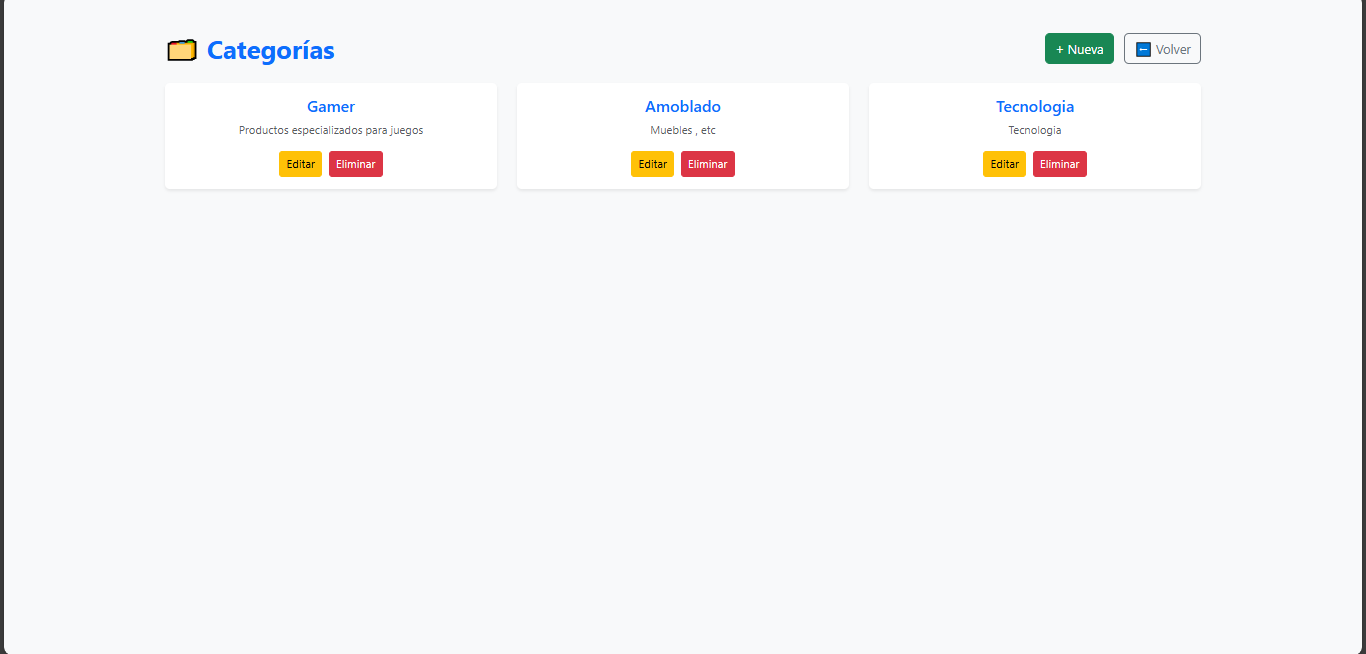 Categorías
+ Nueva
Volver
Gamer
Productos especializados para juegos
Editar
Eliminar
Amoblado
Muebles , etc
Editar
Eliminar
Tecnologia
Tecnologia
Editar
Eliminar